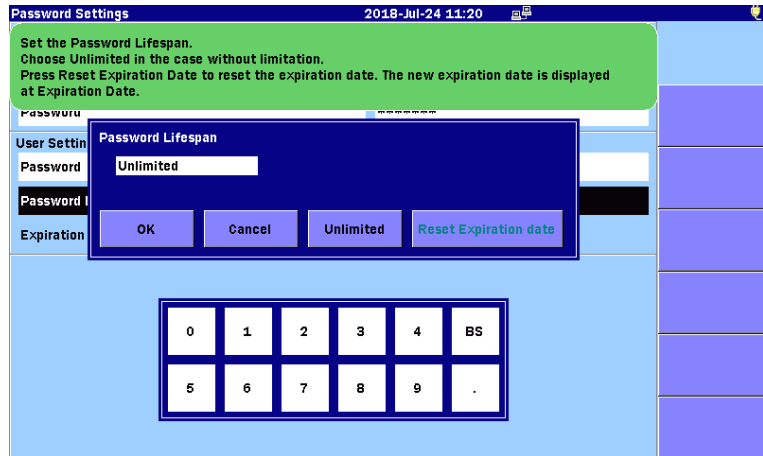 Password Settings 2018-Jul-24 11:20
Set the Password Lifespan.
Choose Unlimited in the case without limitation.
Press Reset Expiration Date to reset the expiration date. The new expiration date is displayed
at Expiration Date.
Password *******
User Settin
Password Lifespan
Password
Unlimited
Password
Expiration
OK Cancel Unlimited Reset Expiration date
0 1 2 3 4 BS
5 6 7 8 9 .